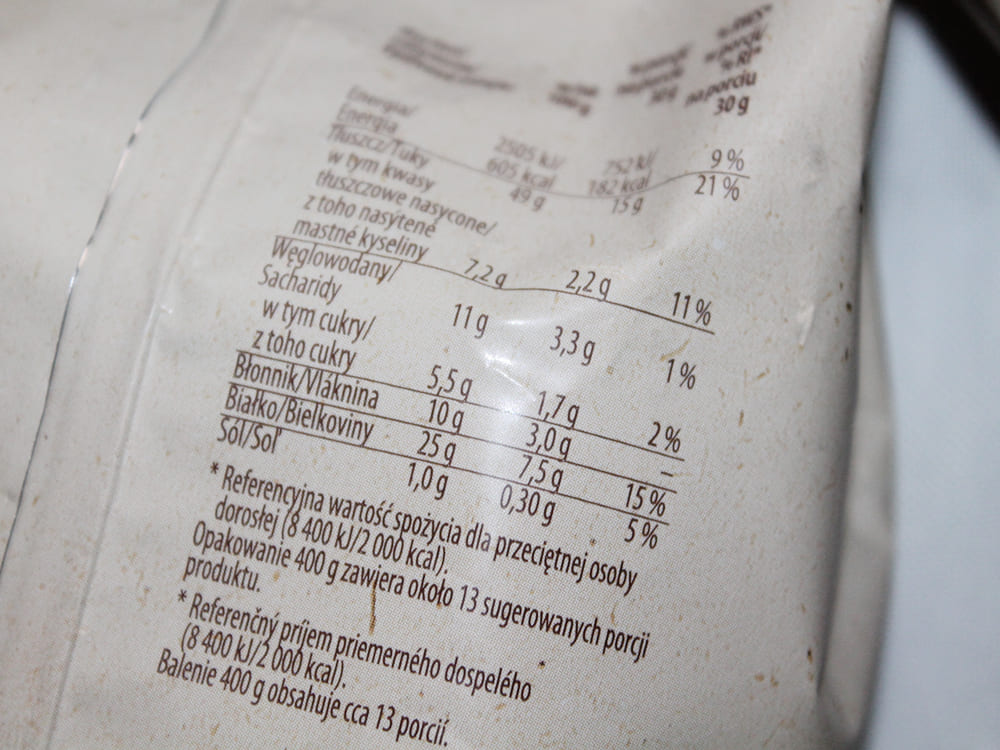 na porciu
30 g
Energia/
Energia 2505 kJ/ 752 kJ/
605 kcal 182 kcal 9 %
Tłuszcz/Tuky 49 g 15 g 21 %
w tym kwasy
tłuszczowe nasycone/
z toho nasýtené
mastné kyseliny 7,2 g 2,2 g 11 %
Węglowodany/
Sacharidy 11 g 3,3 g 1 %
w tym cukry/
z toho cukry 5,5 g 1,7 g 2 %
Błonnik/Vláknina 10 g 3,0 g –
Białko/Bielkoviny 25 g 7,5 g 15 %
Sól/Soľ 1,0 g 0,30 g 5 %
* Referencyjna wartość spożycia dla przeciętnej osoby
dorosłej (8 400 kJ/2 000 kcal).
Opakowanie 400 g zawiera około 13 sugerowanych porcji
produktu.
* Referenčný príjem priemerného dospelého
(8 400 kJ/2 000 kcal).
Balenie 400 g obsahuje cca 13 porcií.